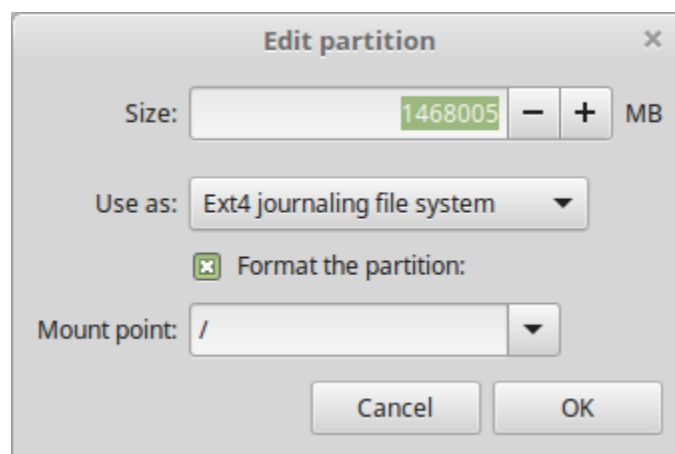 Edit partition
Size: 1468005 MB
Use as: Ext4 journaling file system
Format the partition:
Mount point: /
Cancel OK